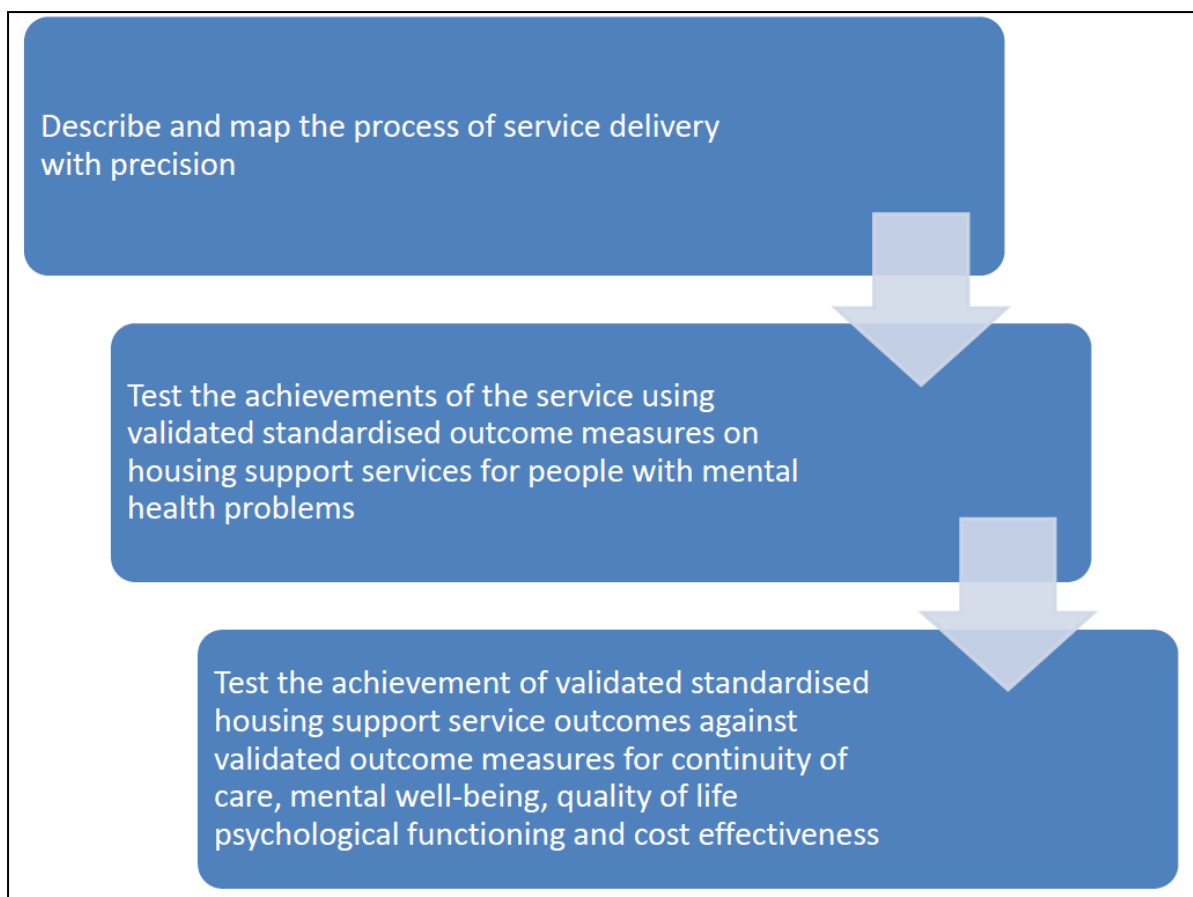 Describe and map the process of service delivery
with precision
Test the achievements of the service using
validated standardised outcome measures on
housing support services for people with mental
health problems
Test the achievement of validated standardised
housing support service outcomes against
validated outcome measures for continuity of
care, mental well-being, quality of life
psychological functioning and cost effectiveness